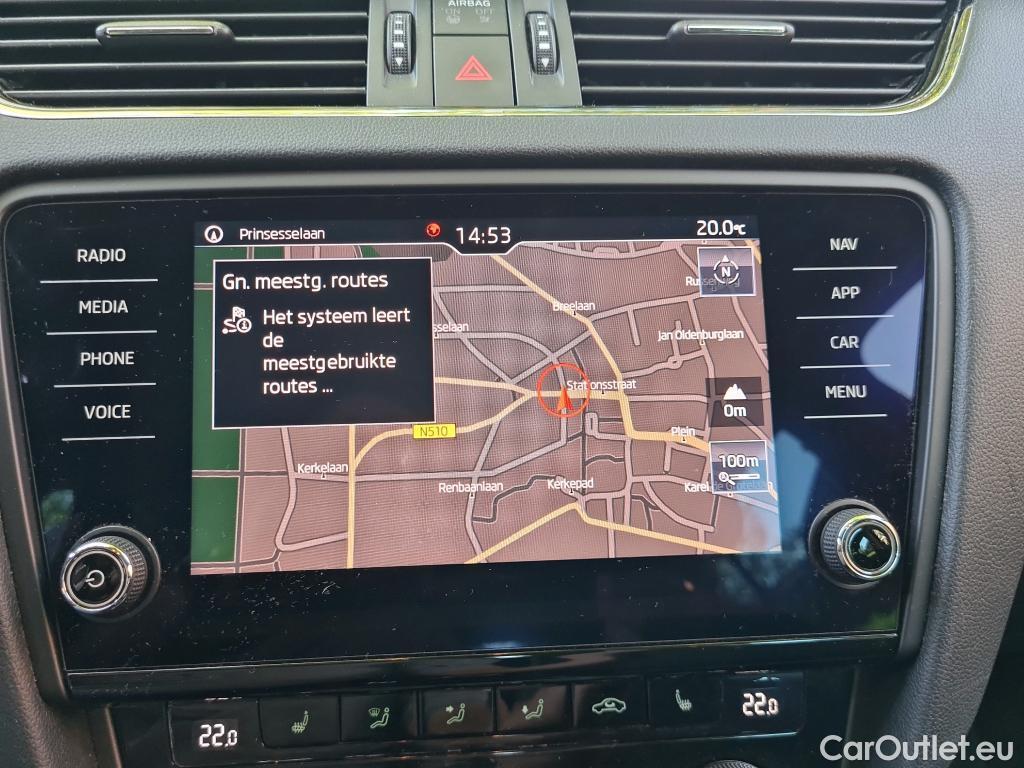 AIRBAG
ON OFF
RADIO
MEDIA
PHONE
VOICE
NAV
APP
CAR
MENU
Prinsesselaan
14:53
20.0°C
Gn. meestg. routes
Het systeem leert
de
meestgebruikte
routes ...
N
Breelaan
Jan Oldenburglaan
sselaan
Stationsstraat
0m
N510
Plein
Kerkelaan
100m
Renbaanlaan
Kerkepad
22.0
22.0
CarOutlet.eu